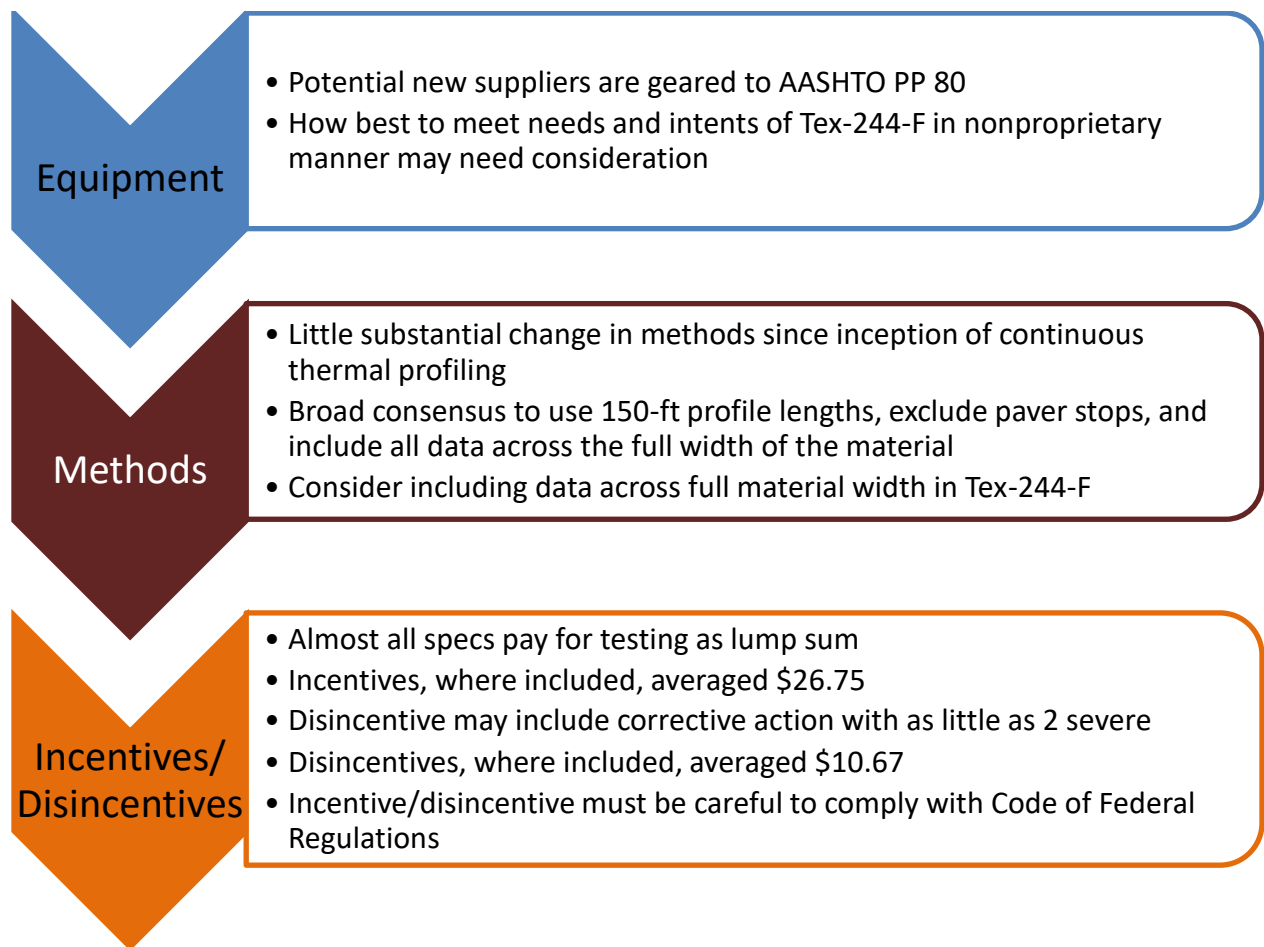 Equipment
• Potential new suppliers are geared to AASHTO PP 80
• How best to meet needs and intents of Tex-244-F in nonproprietary
manner may need consideration
Methods
• Little substantial change in methods since inception of continuous
thermal profiling
• Broad consensus to use 150-ft profile lengths, exclude paver stops, and
include all data across the full width of the material
• Consider including data across full material width in Tex-244-F
Incentives/
Disincentives
• Almost all specs pay for testing as lump sum
• Incentives, where included, averaged $26.75
• Disincentive may include corrective action with as little as 2 severe
• Disincentives, where included, averaged $10.67
• Incentive/disincentive must be careful to comply with Code of Federal
Regulations